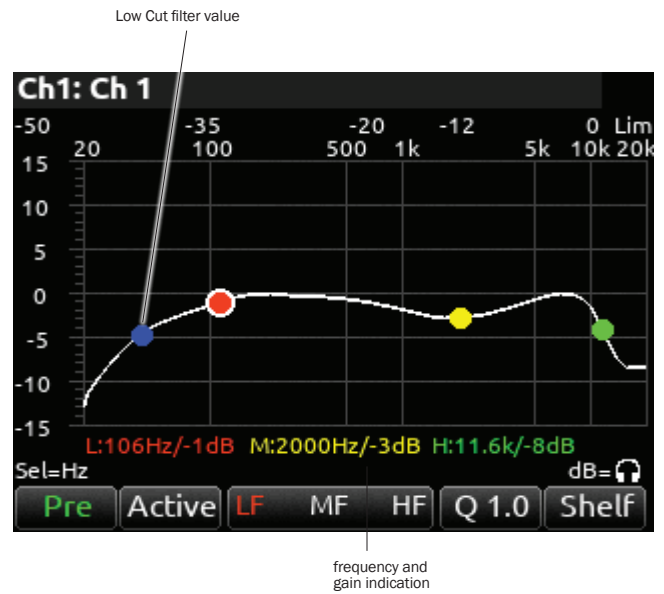 Low Cut filter value
Ch1: Ch 1
-50 -35 -20 -12 0 Lim
20 100 500 1k 5k 10k 20k
15
10
5
0
-5
-10
-15
L:106Hz/-1dB M:2000Hz/-3dB H:11.6k/-8dB
Sel=Hz dB=
Pre Active LF MF HF Q 1.0 Shelf
frequency and
gain indication